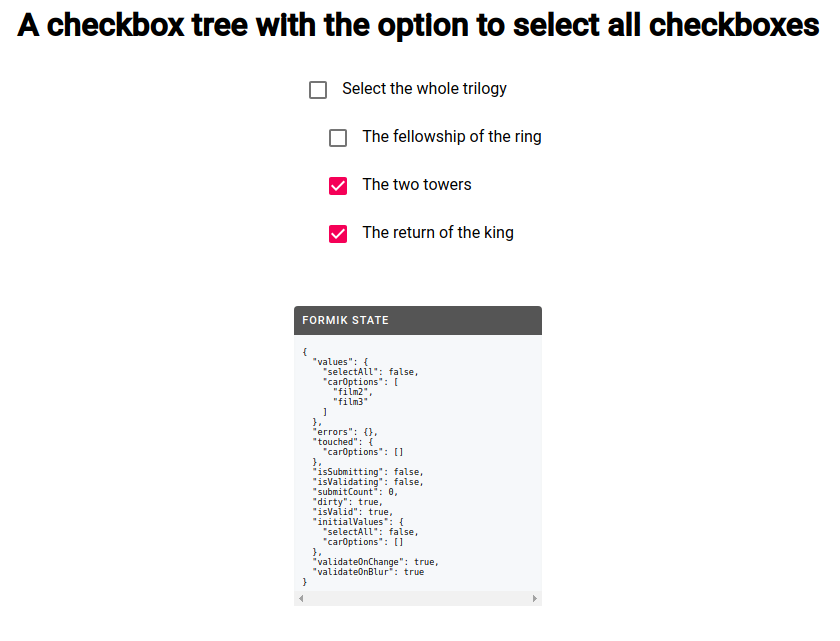 A checkbox tree with the option to select all checkboxes
Select the whole trilogy
The fellowship of the ring
The two towers
The return of the king
FORMIK STATE
{
  "values": {
    "selectAll": false,
    "carOptions": [
      "film2",
      "film3"
    ]
  },
  "errors": {},
  "touched": {
    "carOptions": []
  },
  "isSubmitting": false,
  "isValidating": false,
  "submitCount": 0,
  "dirty": true,
  "isValid": true,
  "initialValues": {
    "selectAll": false,
    "carOptions": []
  },
  "validateOnChange": true,
  "validateOnBlur": true
}